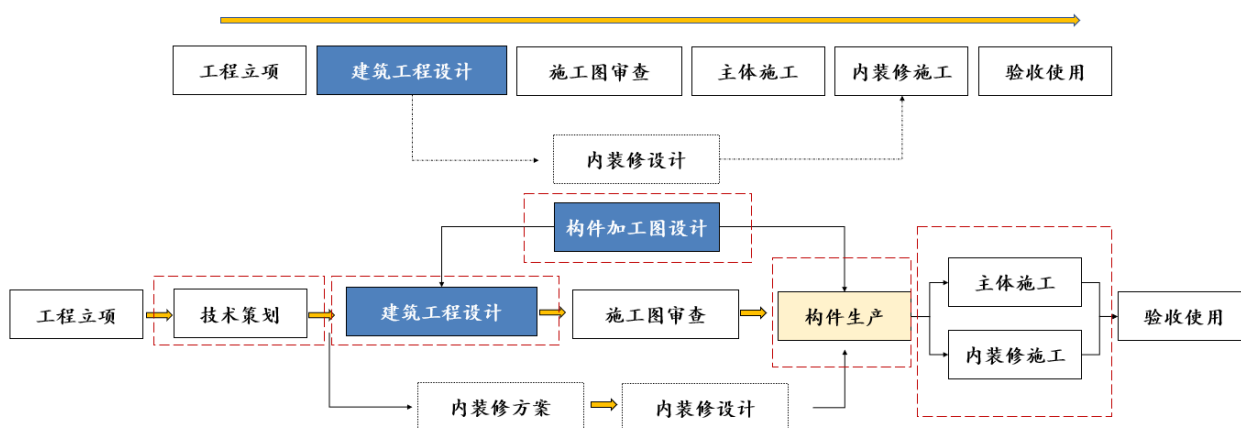 工程立项
建筑工程设计
施工图审查
主体施工
内装修施工
验收使用
内装修设计
构件加工图设计
工程立项
技术策划
建筑工程设计
施工图审查
构件生产
主体施工
内装修施工
验收使用
内装修方案
内装修设计